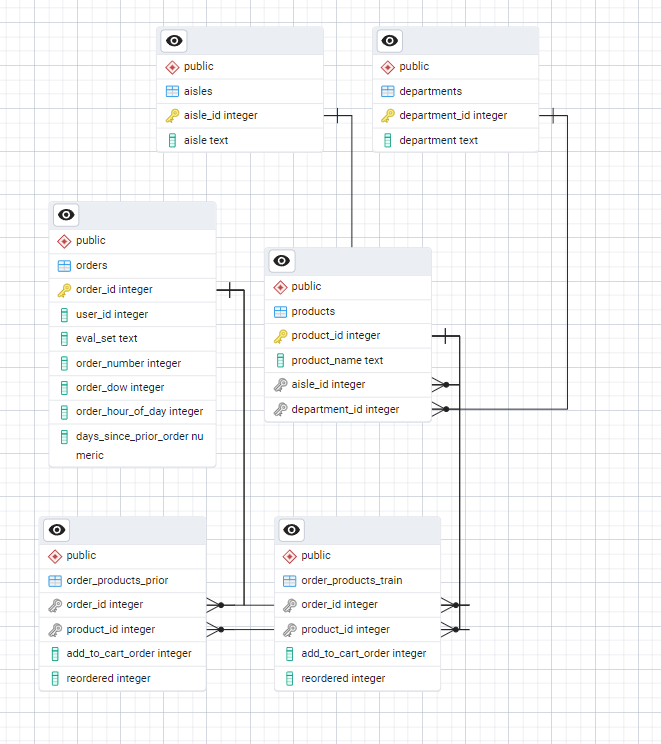 public
aisles
aisle_id integer
aisle text
public
departments
department_id integer
department text
public
orders
order_id integer
user_id integer
eval_set text
order_number integer
order_dow integer
order_hour_of_day integer
days_since_prior_order nu
meric
public
products
product_id integer
product_name text
aisle_id integer
department_id integer
public
order_products_prior
order_id integer
product_id integer
add_to_cart_order integer
reordered integer
public
order_products_train
order_id integer
product_id integer
add_to_cart_order integer
reordered integer